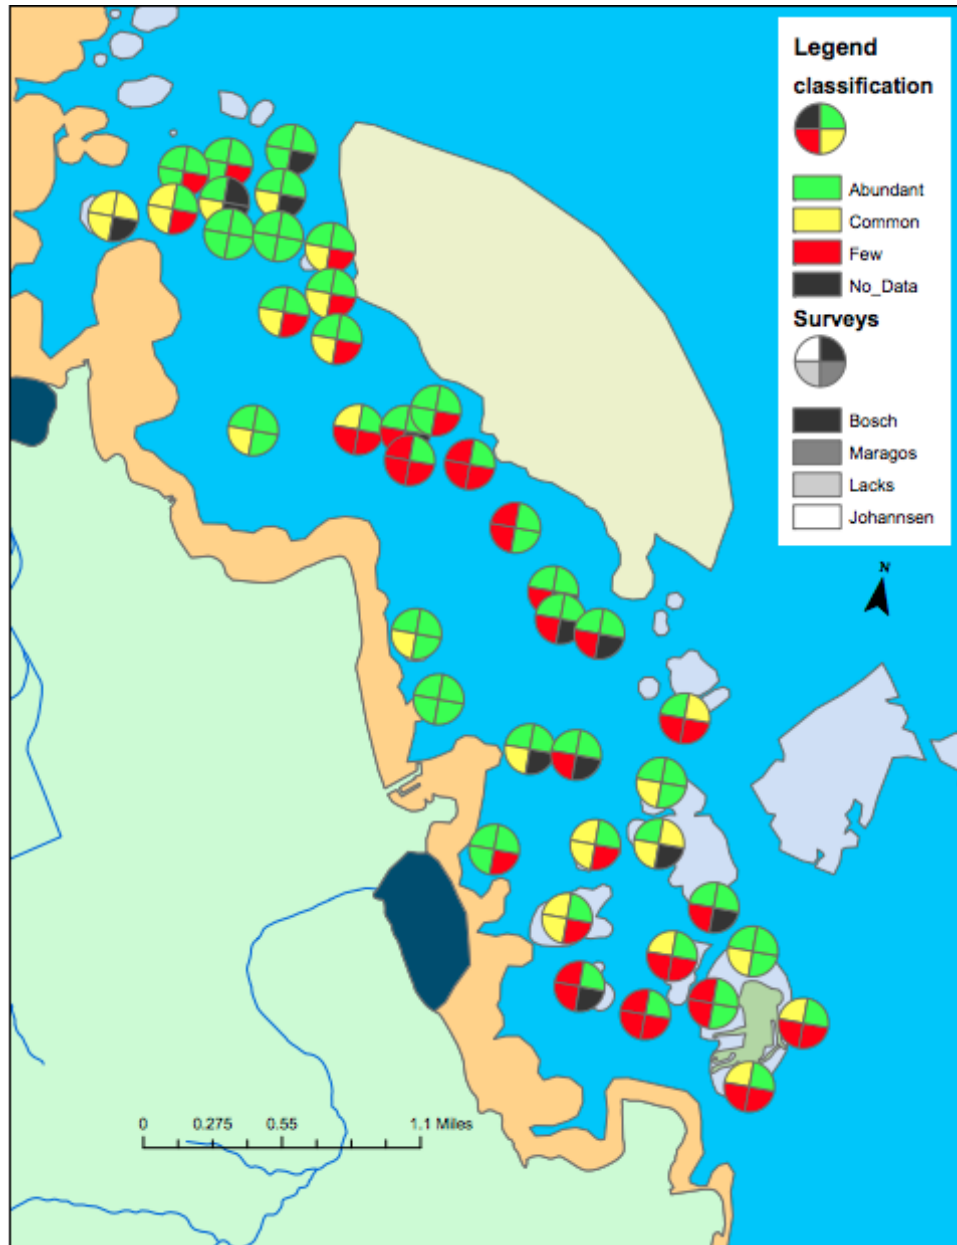 Legend
classification
Abundant
Common
Few
No_Data
Surveys
Bosch
Maragos
Lacks
Johannsen
N
0 0.275 0.55 1.1 Miles